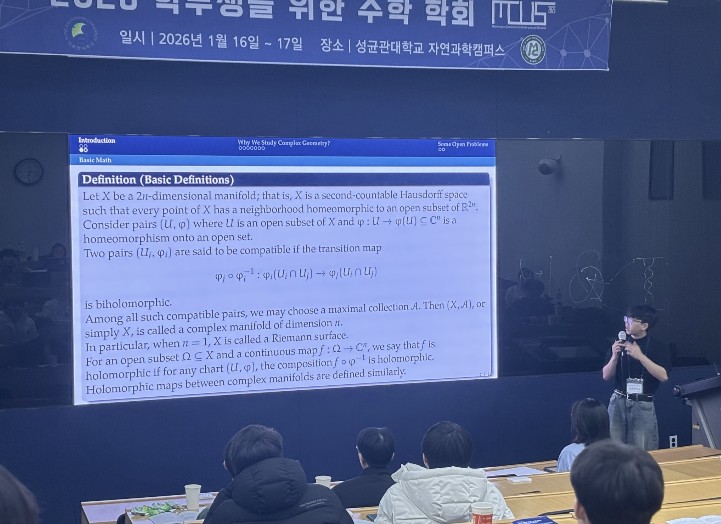 2026 학부생을 위한 수학 학회
일시 | 2026년 1월 16일 ~ 17일 장소 | 성균관대학교 자연과학캠퍼스
Introduction Why We Study Complex Geometry? Some Open Problems
Basic Math
Definition (Basic Definitions)
Let X be a 2n-dimensional manifold; that is, X is a second-countable Hausdorff space
such that every point of X has a neighborhood homeomorphic to an open subset of ℝ²ⁿ.
Consider pairs (U, φ) where U is an open subset of X and φ : U → φ(U) ⊆ ℂⁿ is a
homeomorphism onto an open set.
Two pairs (Uᵢ, φᵢ) are said to be compatible if the transition map
φⱼ ∘ φᵢ⁻¹ : φᵢ(Uᵢ ∩ Uⱼ) → φⱼ(Uᵢ ∩ Uⱼ)
is biholomorphic.
Among all such compatible pairs, we may choose a maximal collection 𝒜. Then (X, 𝒜), or
simply X, is called a complex manifold of dimension n.
In particular, when n = 1, X is called a Riemann surface.
For an open subset Ω ⊆ X and a continuous map f : Ω → ℂⁿ, we say that f is
holomorphic if for any chart (U, φ), the composition f ∘ φ⁻¹ is holomorphic.
Holomorphic maps between complex manifolds are defined similarly.